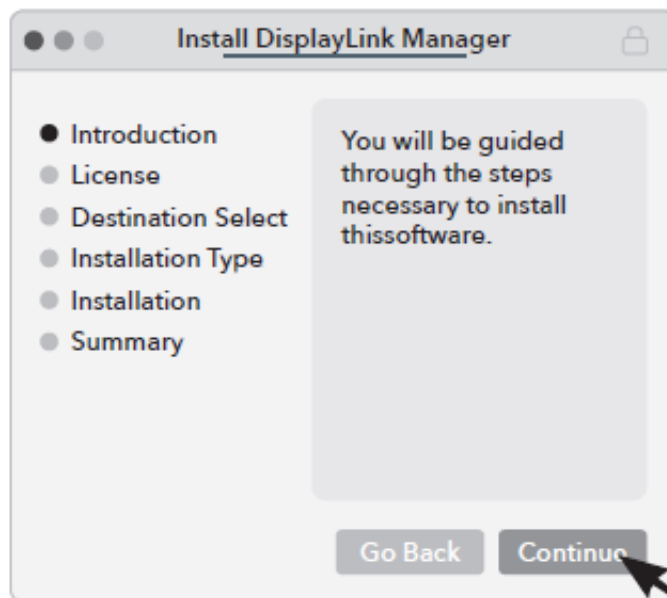 Install DisplayLink Manager
Introduction
License
Destination Select
Installation Type
Installation
Summary
You will be guided
through the steps
necessary to install
thissoftware.
Go Back
Continue